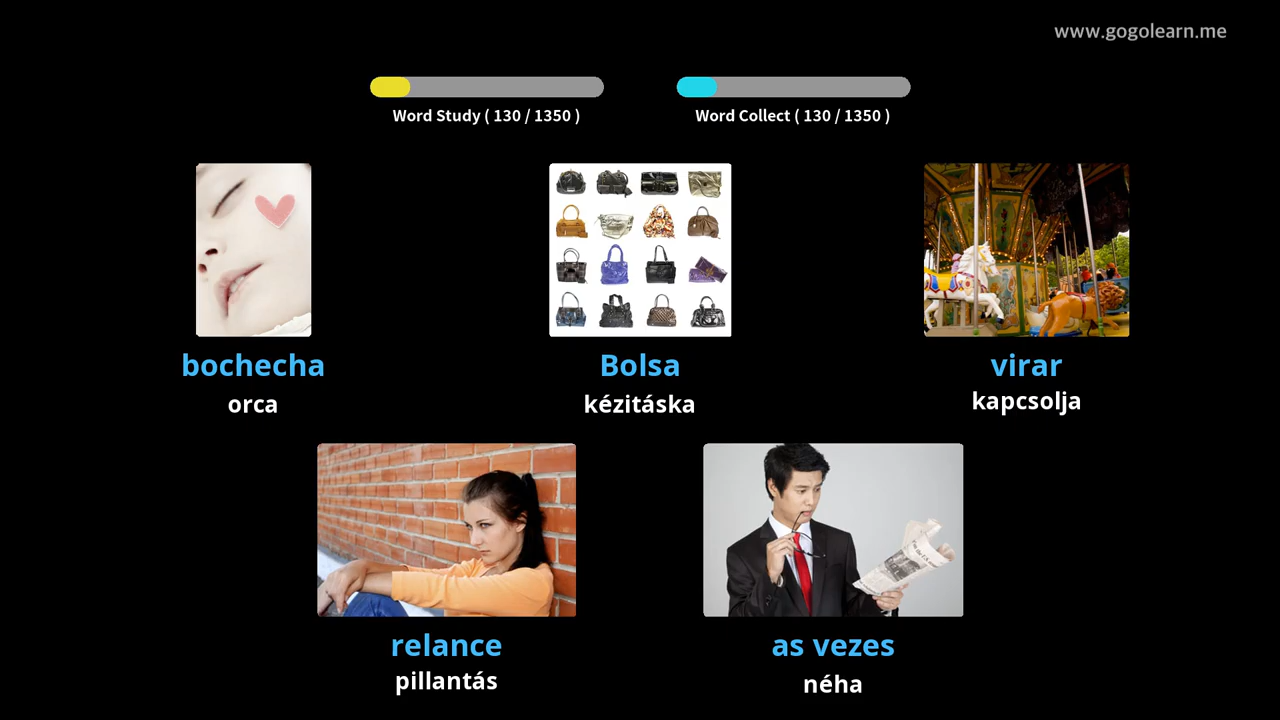 www.gogolearn.me
Word Study ( 130 / 1350 )
Word Collect ( 130 / 1350 )
bochecha
orca
Bolsa
kézitáska
virar
kapcsolja
relance
pillantás
as vezes
néha